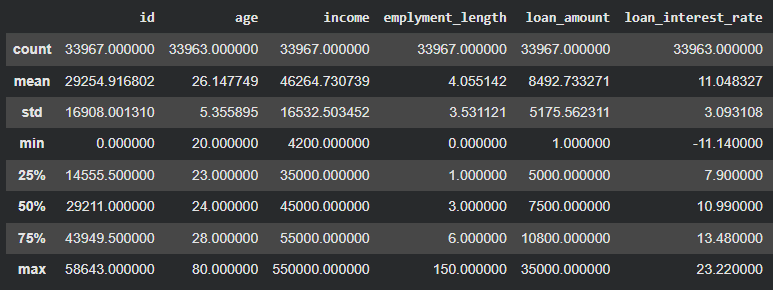 id age income emplyment_length loan_amount loan_interest_rate
count 33967.000000 33963.000000 33967.000000 33967.000000 33967.000000 33963.000000
mean 29254.916802 26.147749 46264.730739 4.055142 8492.733271 11.048327
std 16908.001310 5.355895 16532.503452 3.531121 5175.562311 3.093108
min 0.000000 20.000000 4200.000000 0.000000 1.000000 -11.140000
25% 14555.500000 23.000000 35000.000000 1.000000 5000.000000 7.900000
50% 29211.000000 24.000000 45000.000000 3.000000 7500.000000 10.990000
75% 43949.500000 28.000000 55000.000000 6.000000 10800.000000 13.480000
max 58643.000000 80.000000 550000.000000 150.000000 35000.000000 23.220000